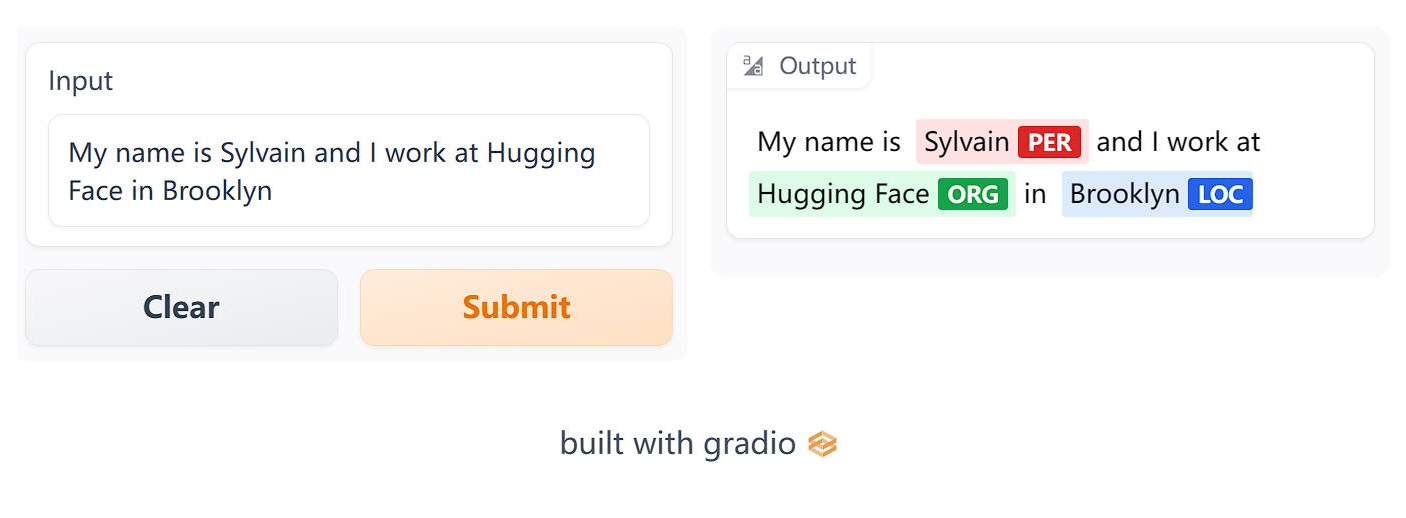 Input
My name is Sylvain and I work at Hugging
Face in Brooklyn
Clear
Submit
Output
My name is Sylvain PER and I work at
Hugging Face ORG in Brooklyn LOC
built with gradio